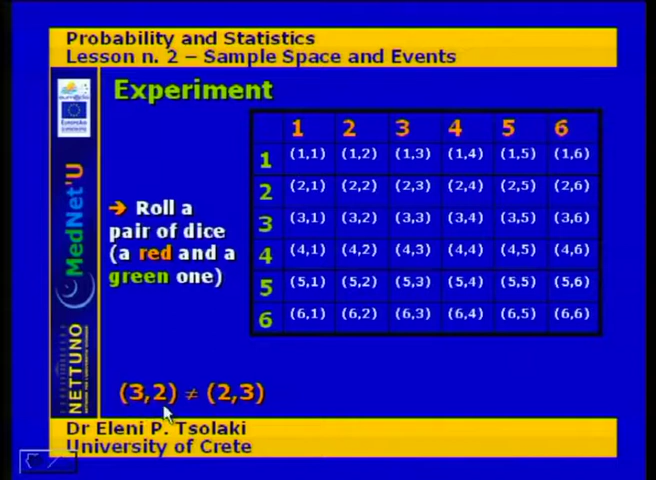 Probability and Statistics
Lesson n. 2 – Sample Space and Events
Experiment
➔ Roll a
pair of dice
(a red and a
green one)
1 2 3 4 5 6
1 (1,1) (1,2) (1,3) (1,4) (1,5) (1,6)
2 (2,1) (2,2) (2,3) (2,4) (2,5) (2,6)
3 (3,1) (3,2) (3,3) (3,4) (3,5) (3,6)
4 (4,1) (4,2) (4,3) (4,4) (4,5) (4,6)
5 (5,1) (5,2) (5,3) (5,4) (5,5) (5,6)
6 (6,1) (6,2) (6,3) (6,4) (6,5) (6,6)
(3,2) ≠ (2,3)
MedNet'U
NETTUNO
Dr Eleni P. Tsolaki
University of Crete